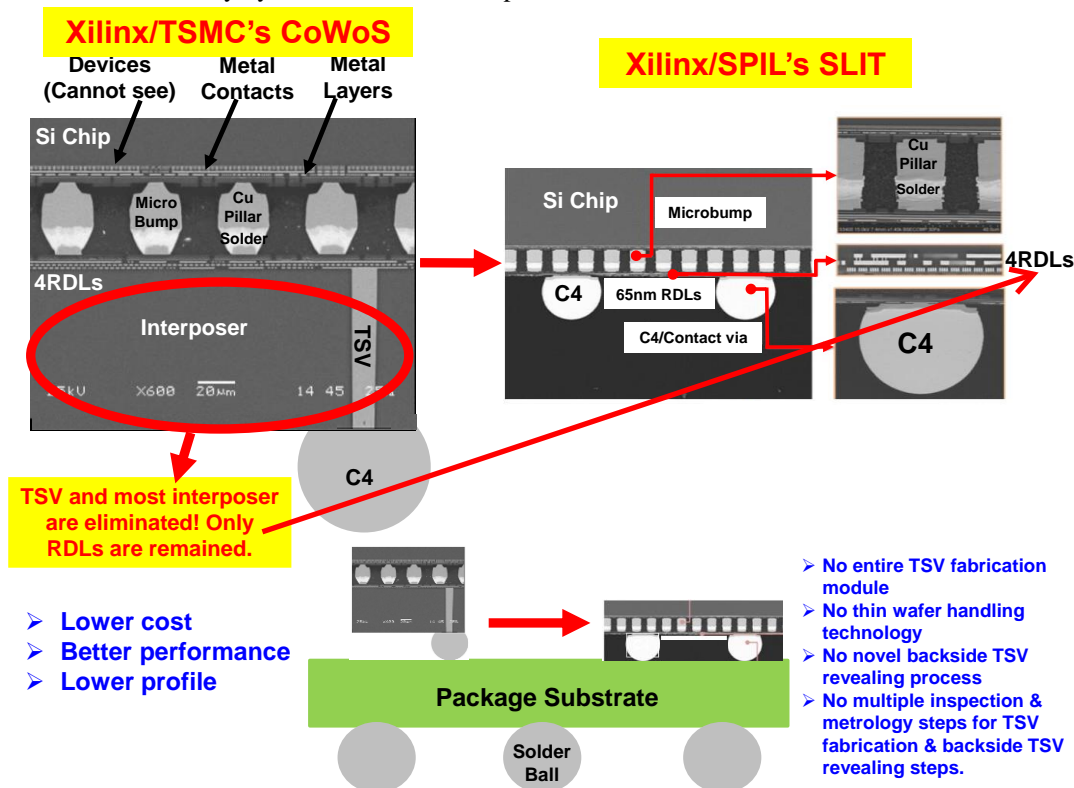 Xilinx/TSMC's CoWoS
Devices
(Cannot see)
Metal
Contacts
Metal
Layers
Si Chip
Micro
Bump
Cu
Pillar
Solder
4RDLs
Interposer
TSV
X600
20µm
14 45
C4
TSV and most interposer
are eliminated! Only
RDLs are remained.
Xilinx/SPIL's SLIT
Si Chip
Microbump
C4
65nm RDLs
C4/Contact via
Cu
Pillar
Solder
4RDLs
C4
➢ Lower cost
➢ Better performance
➢ Lower profile
Package Substrate
Solder
Ball
➢ No entire TSV fabrication
module
➢ No thin wafer handling
technology
➢ No novel backside TSV
revealing process
➢ No multiple inspection &
metrology steps for TSV
fabrication & backside TSV
revealing steps.